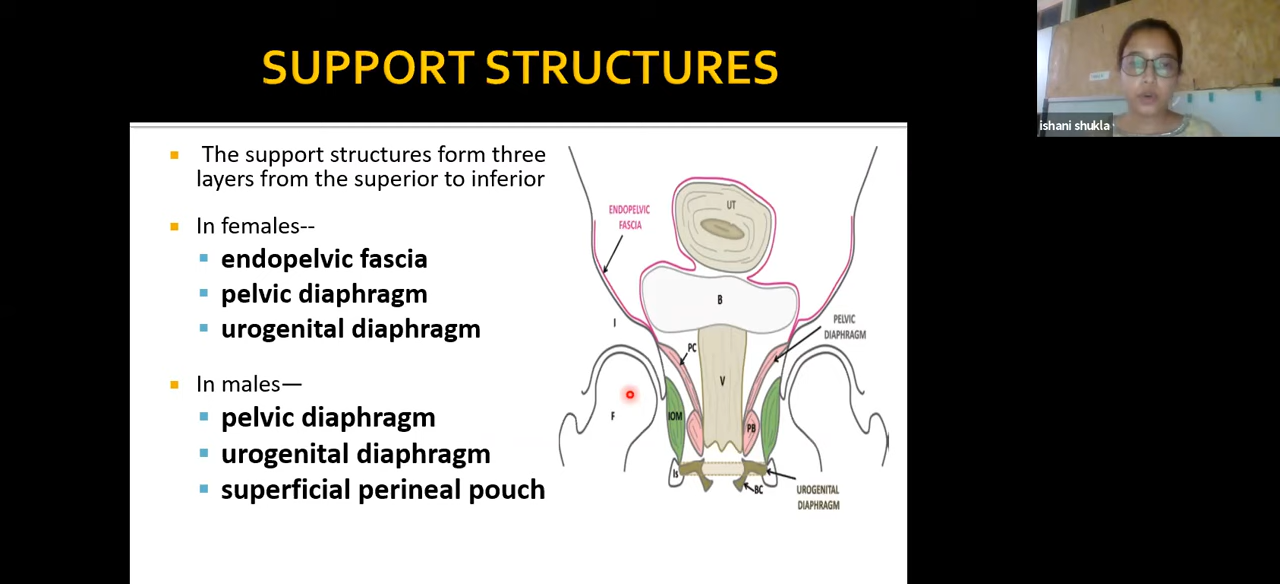 SUPPORT STRUCTURES
ishani shukla
The support structures form three
layers from the superior to inferior
In females--
endopelvic fascia
pelvic diaphragm
urogenital diaphragm
In males—
pelvic diaphragm
urogenital diaphragm
superficial perineal pouch
UT
ENDOPELVIC
FASCIA
B
I
PELVIC
DIAPHRAGM
PC
V
F
IOM
PB
Is
BC
UROGENITAL
DIAPHRAGM